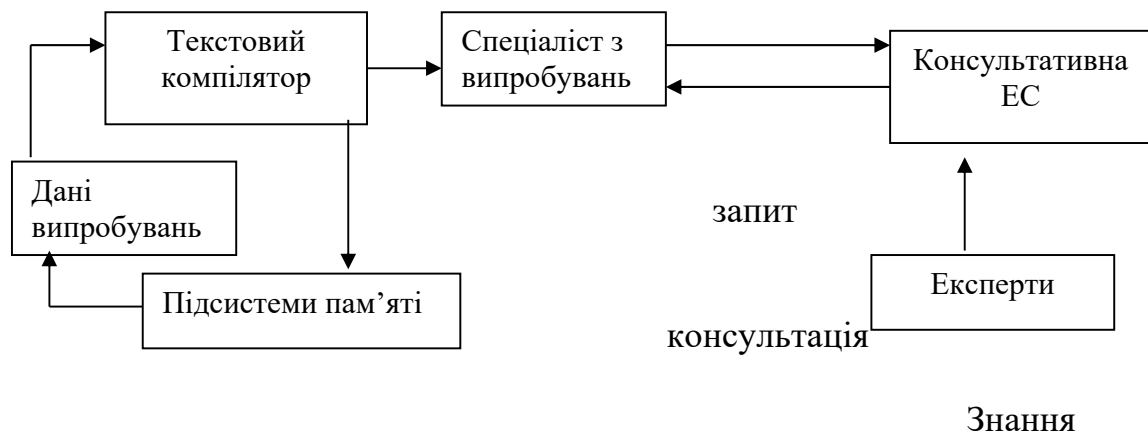 Текстовий
компілятор
Спеціаліст з
випробувань
Консультативна
ЕС
Дані
випробувань
запит
Підсистеми пам’яті
Експерти
консультація
Знання